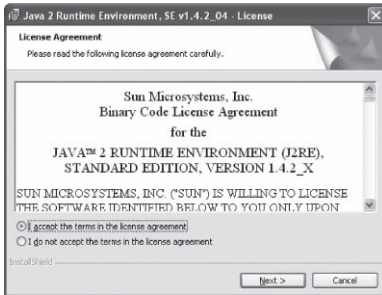 Java 2 Runtime Environment, SE v1.4.2_04 - License
License Agreement
Please read the following license agreement carefully.
Sun Microsystems, Inc.
Binary Code License Agreement
for the
JAVA™ 2 RUNTIME ENVIRONMENT (J2RE),
STANDARD EDITION, VERSION 1.4.2_X
SUN MICROSYSTEMS, INC. ("SUN") IS WILLING TO LICENSE
THE SOFTWARE IDENTIFIED BELOW TO YOU ONLY UPON
I accept the terms in the license agreement
I do not accept the terms in the license agreement
InstallShield
Next >
Cancel